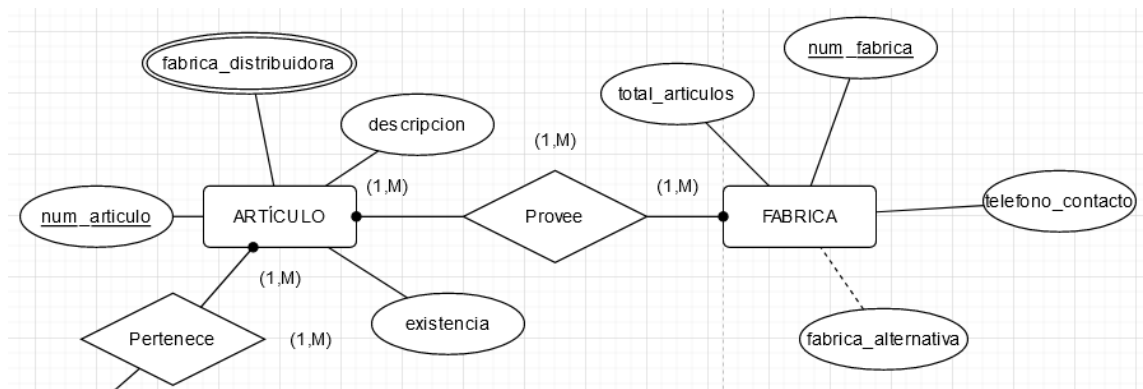 fabrica_distribuidora
num_fabrica
total_articulos
descripcion
(1,M)
(1,M)
(1,M)
num_articulo
ARTÍCULO
Provee
FABRICA
telefono_contacto
(1,M)
existencia
fabrica_alternativa
Pertenece
(1,M)